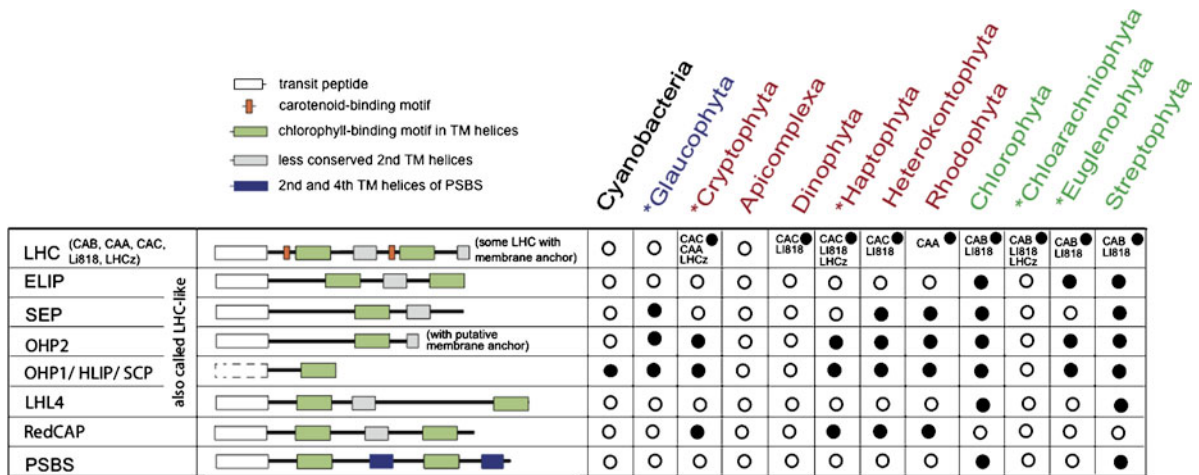 transit peptide
carotenoid-binding motif
chlorophyll-binding motif in TM helices
less conserved 2nd TM helices
2nd and 4th TM helices of PSBS
Cyanobacteria
*Glaucophyta
*Cryptophyta
Apicomplexa
Dinophyta
*Haptophyta
Heterokontophyta
Rhodophyta
Chlorophyta
*Chloarachniophyta
*Euglenophyta
Streptophyta
LHC (CAB, CAA, CAC,
Li818, LHCz)
(some LHC with
membrane anchor)
CAC
CAA
LHCz
CAC
LI818
CAC
LI818
LHCz
CAC
LI818
CAA
CAB
LI818
CAB
LI818
LHCz
CAB
LI818
CAB
LI818
also called LHC-like
ELIP
SEP
OHP2
(with putative
membrane anchor)
OHP1/ HLIP/ SCP
LHL4
RedCAP
PSBS